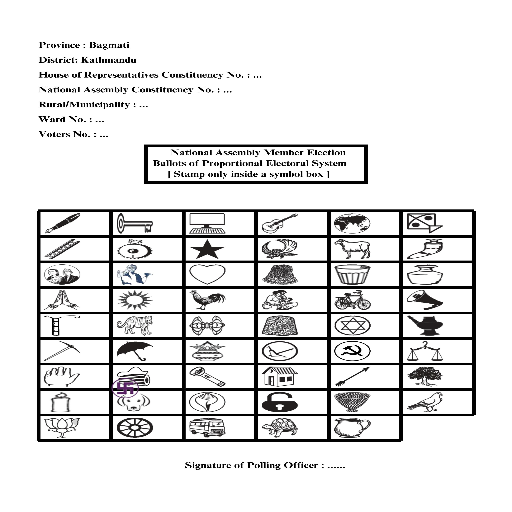 Province : Bagmati
District: Kathmandu
House of Representatives Constituency No. : ...
National Assembly Constituency No. : ...
Rural/Municipality : ...
Ward No. : ...
Voters No. : ...
National Assembly Member Election
Ballots of Proportional Electoral System
[ Stamp only inside a symbol box ]
Signature of Polling Officer : ......